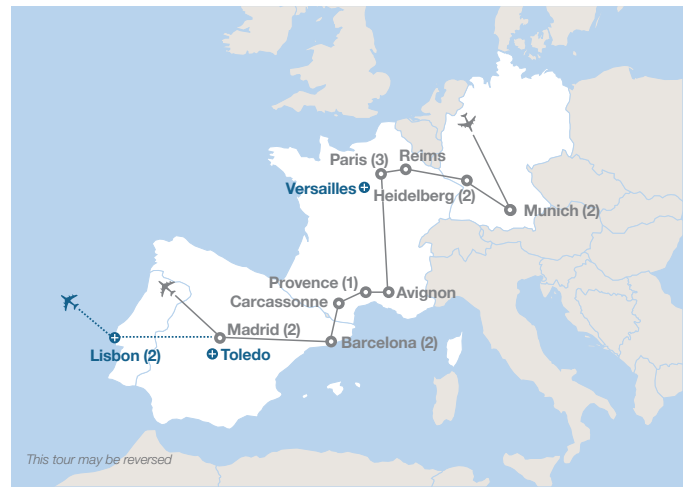 Paris (3)
Reims
Versailles
Heidelberg (2)
Munich (2)
Provence (1)
Avignon
Carcassonne
Madrid (2)
Barcelona (2)
Lisbon (2)
Toledo
This tour may be reversed